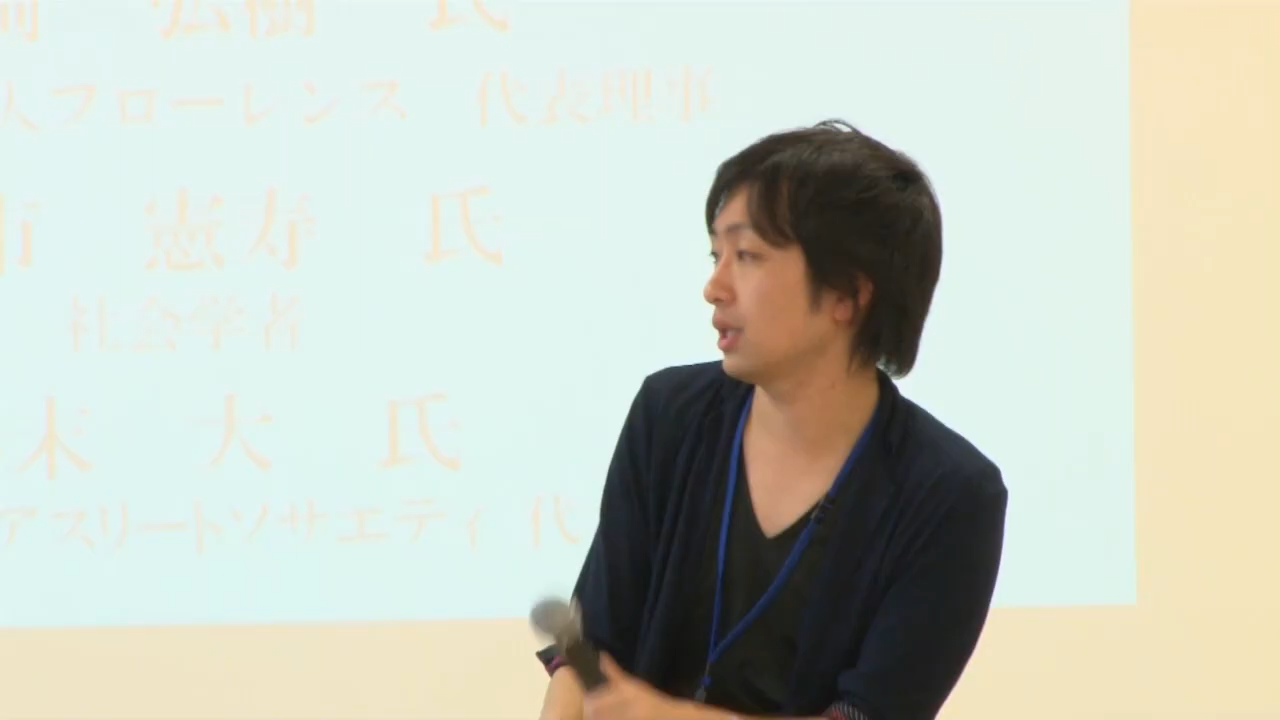 弘樹 氏
人フローレンス 代表理事
市 憲寿 氏
社会学者
末 大 氏
アスリートソサエティ 代